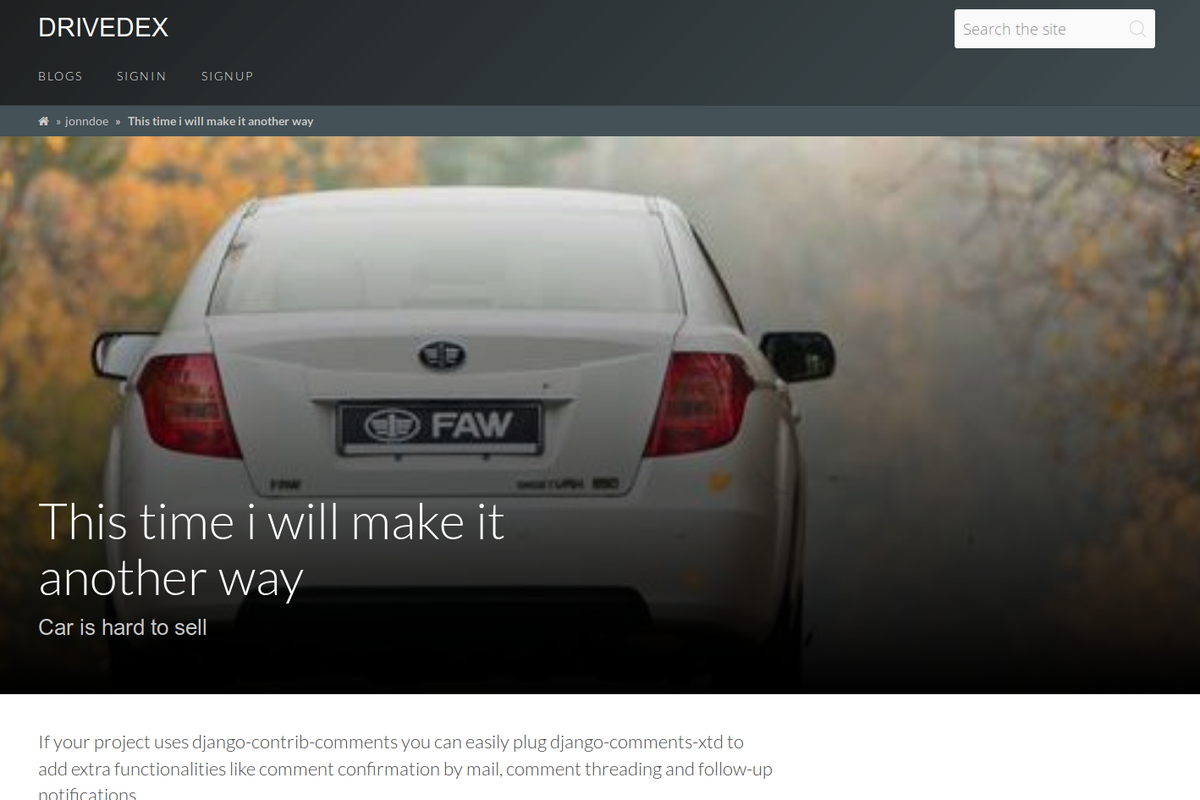 DRIVEDEX
Search the site
BLOGS SIGNIN SIGNUP
» jonndoe » This time i will make it another way
FAW
FAW
This time i will make it
another way
Car is hard to sell
If your project uses django-contrib-comments you can easily plug django-comments-xtd to
add extra functionalities like comment confirmation by mail, comment threading and follow-up
notifications